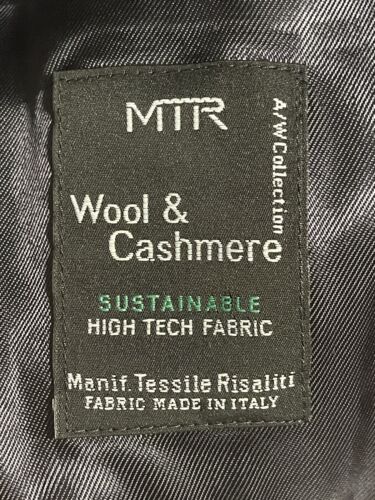 MTR
A/W Collection
Wool &
Cashmere
SUSTAINABLE
HIGH TECH FABRIC
Manif. Tessile Risaliti
FABRIC MADE IN ITALY